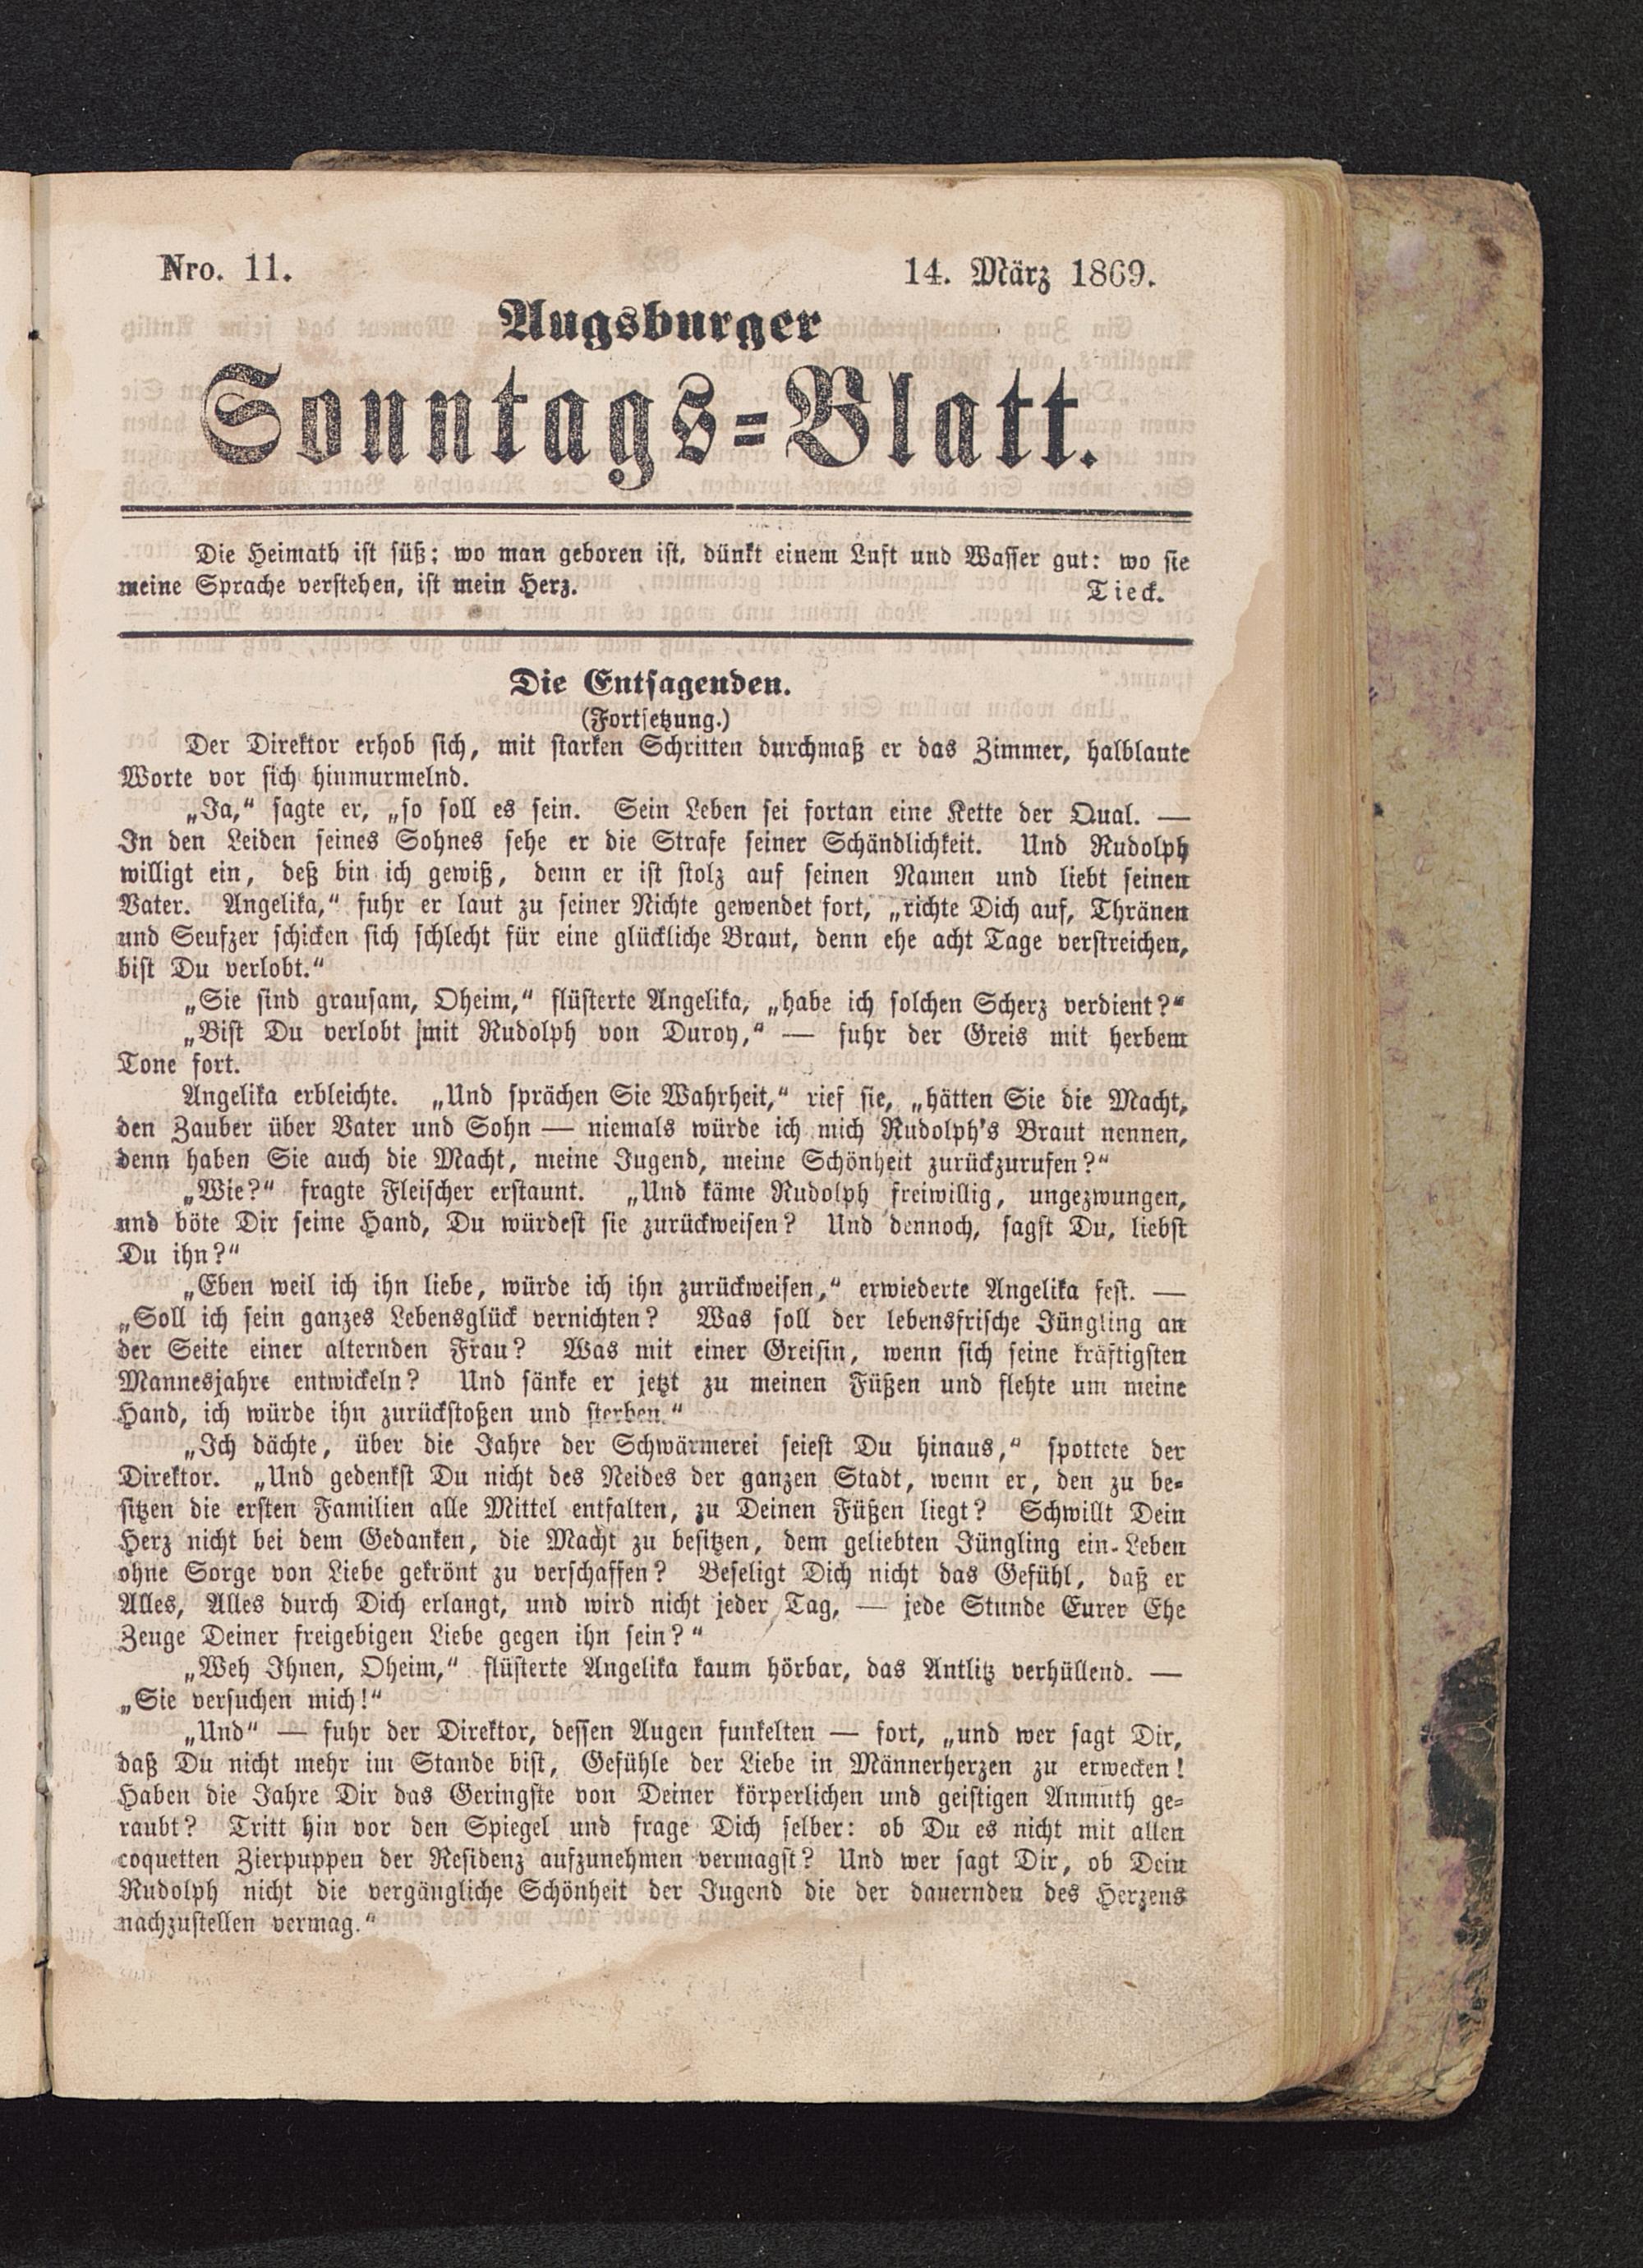 Nro. 11. 14. März 1869.
Augsburger
Sonntags=Blatt.
Die Heimath ist süß; wo man geboren ist, dünkt einem Luft und Wasser gut: wo sie
meine Sprache verstehen, ist mein Herz. Tieck.
Die Entsagenden.
(Fortsetzung.)
Der Direktor erhob sich, mit starken Schritten durchmaß er das Zimmer, halblaute
Worte vor sich hinmurmelnd.
„Ja,“ sagte er, „so soll es sein. Sein Leben sei fortan eine Kette der Qual. —
In den Leiden seines Sohnes sehe er die Strafe seiner Schändlichkeit. Und Rudolph
willigt ein, deß bin ich gewiß, denn er ist stolz auf seinen Namen und liebt seinen
Vater. Angelika,“ fuhr er laut zu seiner Nichte gewendet fort, „richte Dich auf, Thränen
und Seufzer schicken sich schlecht für eine glückliche Braut, denn ehe acht Tage verstreichen,
bist Du verlobt.“
„Sie sind grausam, Oheim,“ flüsterte Angelika, „habe ich solchen Scherz verdient?“
„Bist Du verlobt mit Rudolph von Duroy,“ — fuhr der Greis mit herbem
Tone fort.
Angelika erbleichte. „Und sprächen Sie Wahrheit,“ rief sie, „hätten Sie die Macht,
den Zauber über Vater und Sohn — niemals würde ich mich Rudolph's Braut nennen,
denn haben Sie auch die Macht, meine Jugend, meine Schönheit zurückzurufen?“
„Wie?“ fragte Fleischer erstaunt. „Und käme Rudolph freiwillig, ungezwungen,
und böte Dir seine Hand, Du würdest sie zurückweisen? Und dennoch, sagst Du, liebst
Du ihn?“
„Eben weil ich ihn liebe, würde ich ihn zurückweisen,“ erwiederte Angelika fest. —
„Soll ich sein ganzes Lebensglück vernichten? Was soll der lebensfrische Jüngling an
der Seite einer alternden Frau? Was mit einer Greisin, wenn sich seine kräftigsten
Mannesjahre entwickeln? Und sänke er jetzt zu meinen Füßen und flehte um meine
Hand, ich würde ihn zurückstoßen und sterben.“
„Ich dächte, über die Jahre der Schwärmerei seiest Du hinaus,“ spottete der
Direktor. „Und gedenkst Du nicht des Neides der ganzen Stadt, wenn er, den zu be=
sitzen die ersten Familien alle Mittel entfalten, zu Deinen Füßen liegt? Schwillt Dein
Herz nicht bei dem Gedanken, die Macht zu besitzen, dem geliebten Jüngling ein-Leben
ohne Sorge von Liebe gekrönt zu verschaffen? Beseligt Dich nicht das Gefühl, daß er
Alles, Alles durch Dich erlangt, und wird nicht jeder Tag, — jede Stunde Eurer Ehe
Zeuge Deiner freigebigen Liebe gegen ihn sein?“
„Weh Ihnen, Oheim,“ flüsterte Angelika kaum hörbar, das Antlitz verhüllend. —
„Sie versuchen mich!“
„Und“ — fuhr der Direktor, dessen Augen funkelten — fort, „und wer sagt Dir,
daß Du nicht mehr im Stande bist, Gefühle der Liebe in Männerherzen zu erwecken!
Haben die Jahre Dir das Geringste von Deiner körperlichen und geistigen Anmuth ge=
raubt? Tritt hin vor den Spiegel und frage Dich selber: ob Du es nicht mit allen
coquetten Zierpuppen der Residenz aufzunehmen vermagst? Und wer sagt Dir, ob Dein
Rudolph nicht die vergängliche Schönheit der Jugend die der dauernden des Herzens
nachzustellen vermag.“